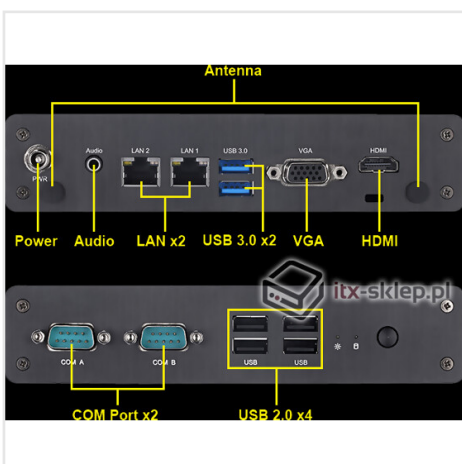 Antenna
Audio
LAN 2
LAN 1
USB 3.0
VGA
HDMI
PWR
Power
Audio
LAN x2
USB 3.0 x2
VGA
HDMI
itx-sklep.pl
COM A
COM B
USB
USB
COM Port x2
USB 2.0 x4